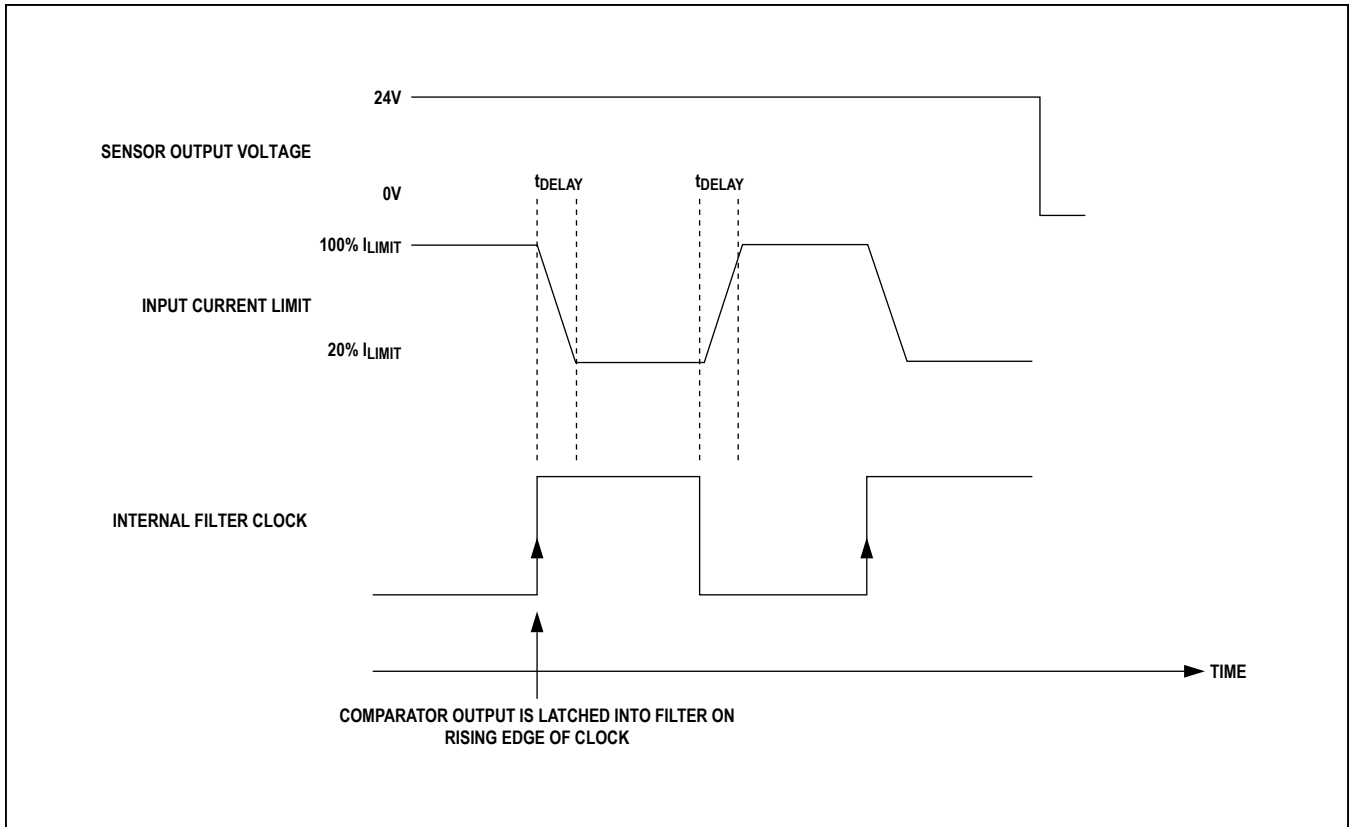 24V
SENSOR OUTPUT VOLTAGE
0V
tDELAY
tDELAY
100% ILIMIT
INPUT CURRENT LIMIT
20% ILIMIT
INTERNAL FILTER CLOCK
TIME
COMPARATOR OUTPUT IS LATCHED INTO FILTER ON
RISING EDGE OF CLOCK